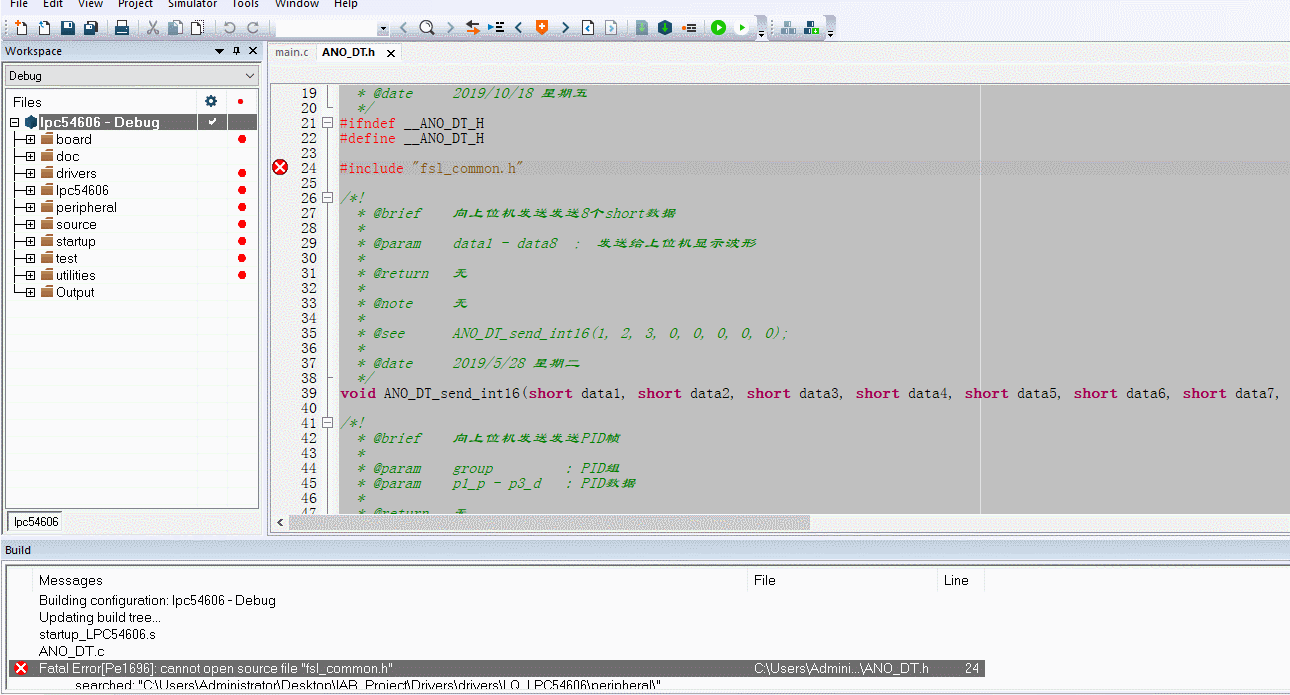 File Edit View Project Simulator Tools Window Help
Workspace
main.c ANO_DT.h
Debug
Files
lpc54606 - Debug
board
doc
drivers
lpc54606
peripheral
source
startup
test
utilities
Output
lpc54606
19 * @date 2019/10/18 星期五
20 */
21 #ifndef __ANO_DT_H
22 #define __ANO_DT_H
23
24 #include "fsl_common.h"
25
26 /*!
27 * @brief 向上位机发送发送8个short数据
28 *
29 * @param data1 - data8 : 发送给上位机显示波形
30 *
31 * @return 无
32 *
33 * @note 无
34 *
35 * @see ANO_DT_send_int16(1, 2, 3, 0, 0, 0, 0, 0);
36 *
37 * @date 2019/5/28 星期二
38 */
39 void ANO_DT_send_int16(short data1, short data2, short data3, short data4, short data5, short data6, short data7,
40
41 /*!
42 * @brief 向上位机发送发送PID帧
43 *
44 * @param group : PID组
45 * @param p1_p - p3_d : PID数据
46 *
47 * @return 无
Build
Messages File Line
Building configuration: lpc54606 - Debug
Updating build tree...
startup_LPC54606.s
ANO_DT.c
Fatal Error[Pe1696]: cannot open source file "fsl_common.h" C:\Users\Admini...\ANO_DT.h 24
searched: "C:\Users\Administrator\Desktop\IAR_Project\Drivers\drivers\LQ_LPC54606\peripheral\"